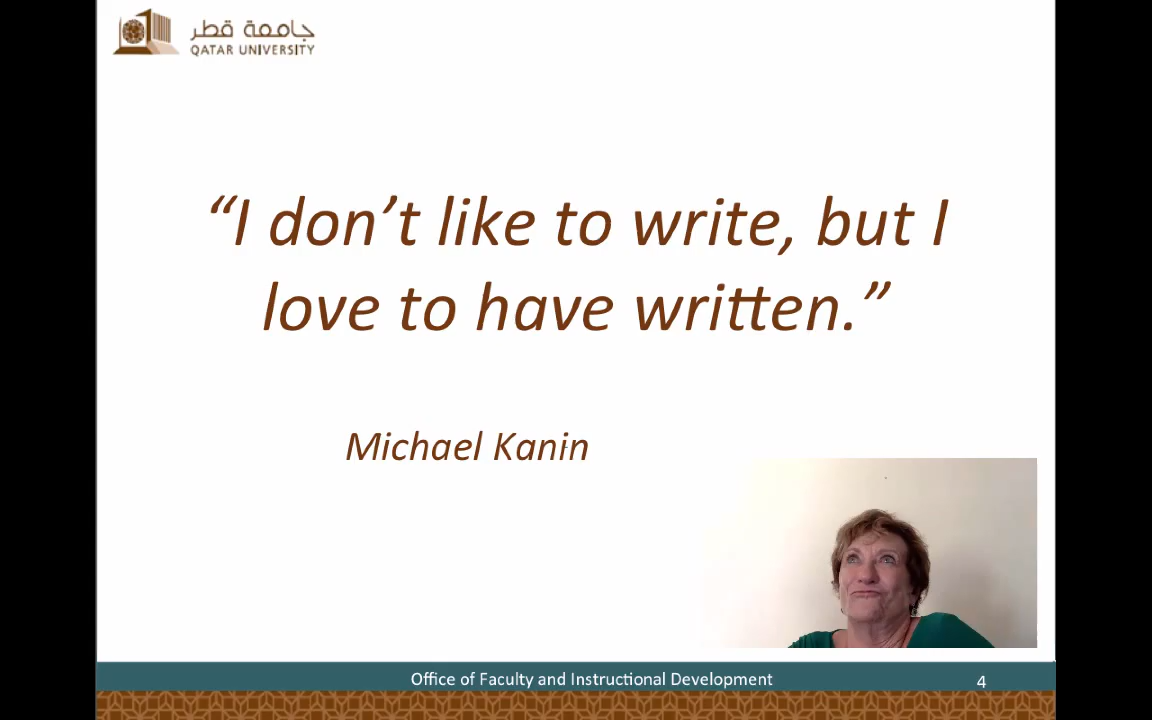 جامعة قطر
QATAR UNIVERSITY
“I don’t like to write, but I
love to have written.”
Michael Kanin
Office of Faculty and Instructional Development
4